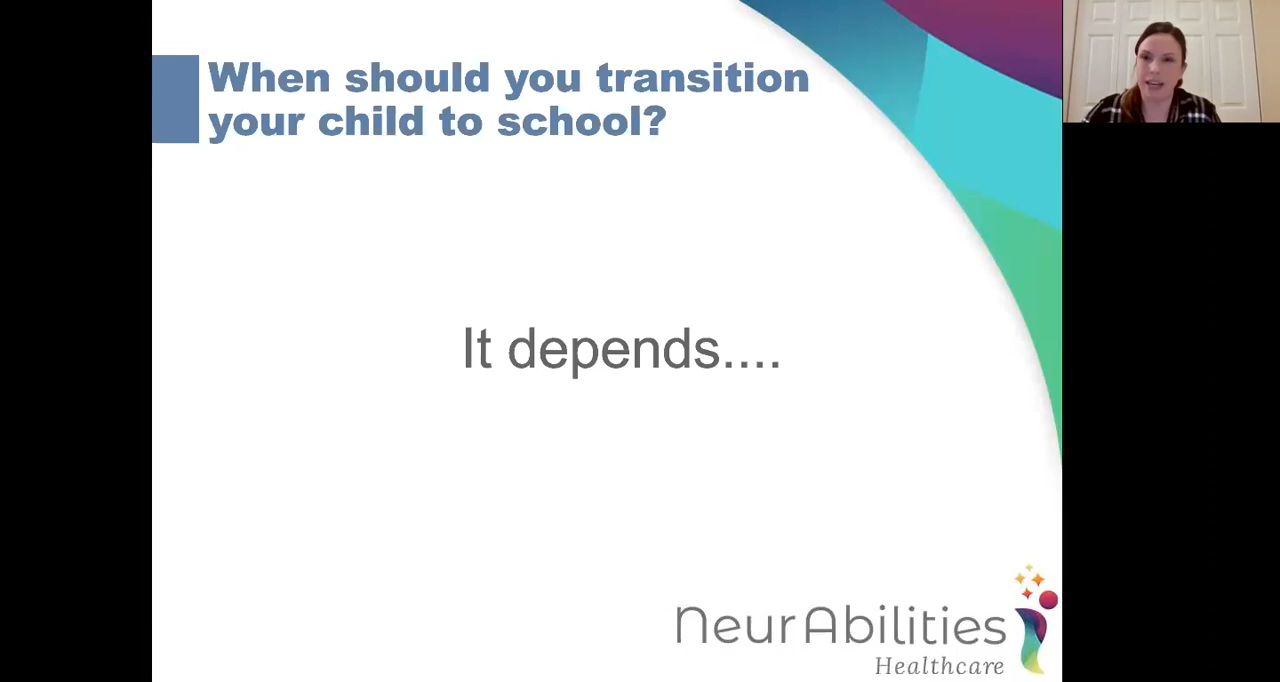 When should you transition
your child to school?
It depends....
NeurAbilities
Healthcare